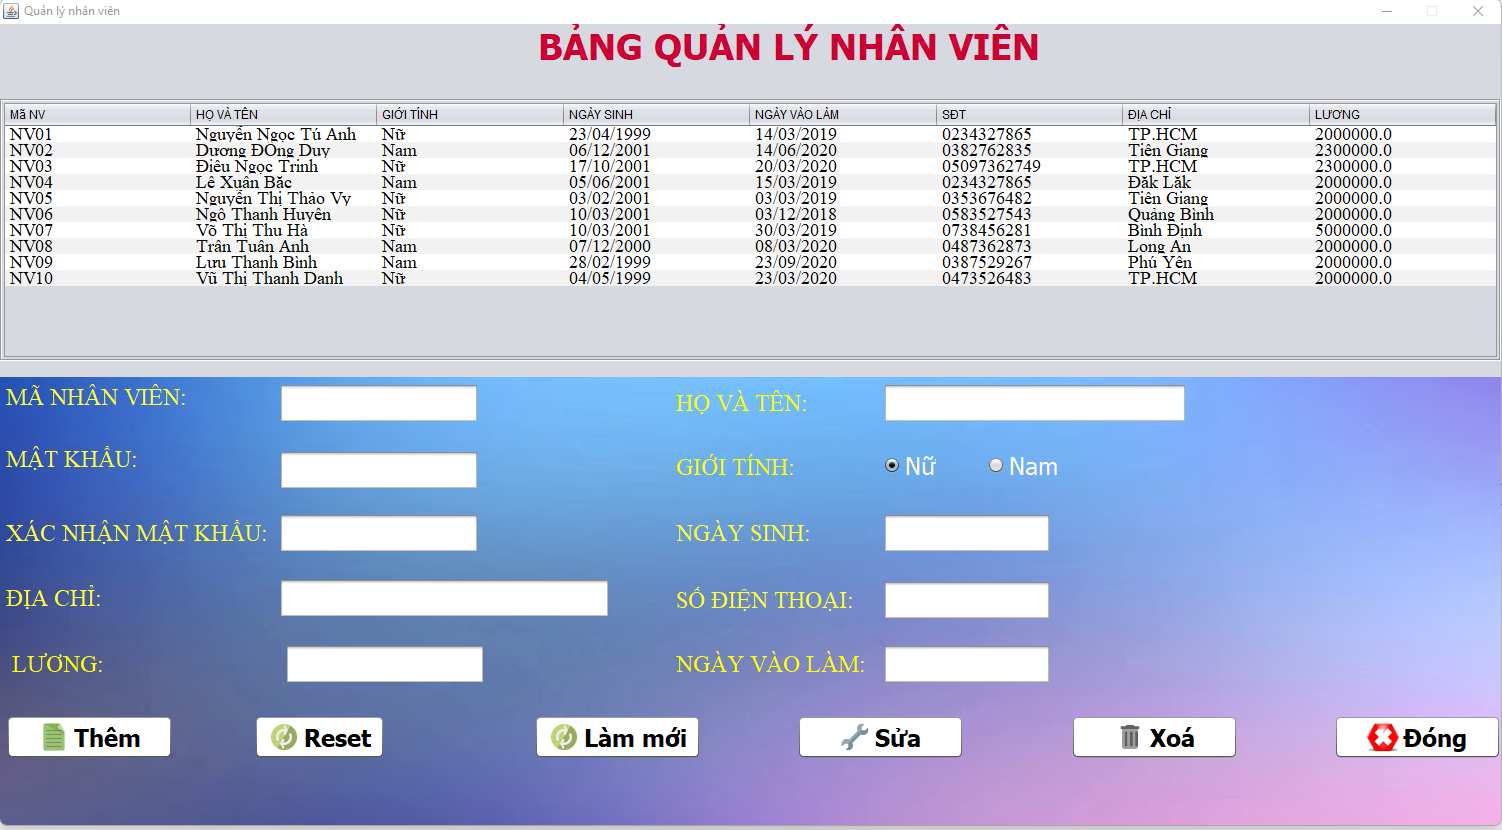 Quản lý nhân viên
BẢNG QUẢN LÝ NHÂN VIÊN
Mã NV HỌ VÀ TÊN GIỚI TÍNH NGÀY SINH NGÀY VÀO LÀM SĐT ĐỊA CHỈ LƯƠNG
NV01 Nguyễn Ngọc Tú Anh Nữ 23/04/1999 14/03/2019 0234327865 TP.HCM 2000000.0
NV02 Dương ĐÔng Duy Nam 06/12/2001 14/06/2020 0382762835 Tiền Giang 2300000.0
NV03 Điêu Ngọc Trinh Nữ 17/10/2001 20/03/2020 05097362749 TP.HCM 2300000.0
NV04 Lê Xuân Bắc Nam 05/06/2001 15/03/2019 0234327865 Đăk Lăk 2000000.0
NV05 Nguyễn Thị Thảo Vy Nữ 03/02/2001 03/03/2019 0353676482 Tiền Giang 2000000.0
NV06 Ngô Thanh Huyền Nữ 10/03/2001 03/12/2018 0583527543 Quảng Bình 2000000.0
NV07 Võ Thị Thu Hà Nữ 10/03/2001 30/03/2019 0738456281 Bình Định 5000000.0
NV08 Trần Tuấn Anh Nam 07/12/2000 08/03/2020 0487362873 Long An 2000000.0
NV09 Lưu Thanh Bình Nam 28/02/1999 23/09/2020 0387529267 Phú Yên 2000000.0
NV10 Vũ Thị Thanh Danh Nữ 04/05/1999 23/03/2020 0473526483 TP.HCM 2000000.0
MÃ NHÂN VIÊN: HỌ VÀ TÊN:
MẬT KHẨU: GIỚI TÍNH: Nữ Nam
XÁC NHẬN MẬT KHẨU: NGÀY SINH:
ĐỊA CHỈ: SỐ ĐIỆN THOẠI:
LƯƠNG: NGÀY VÀO LÀM:
Thêm Reset Làm mới Sửa Xoá Đóng